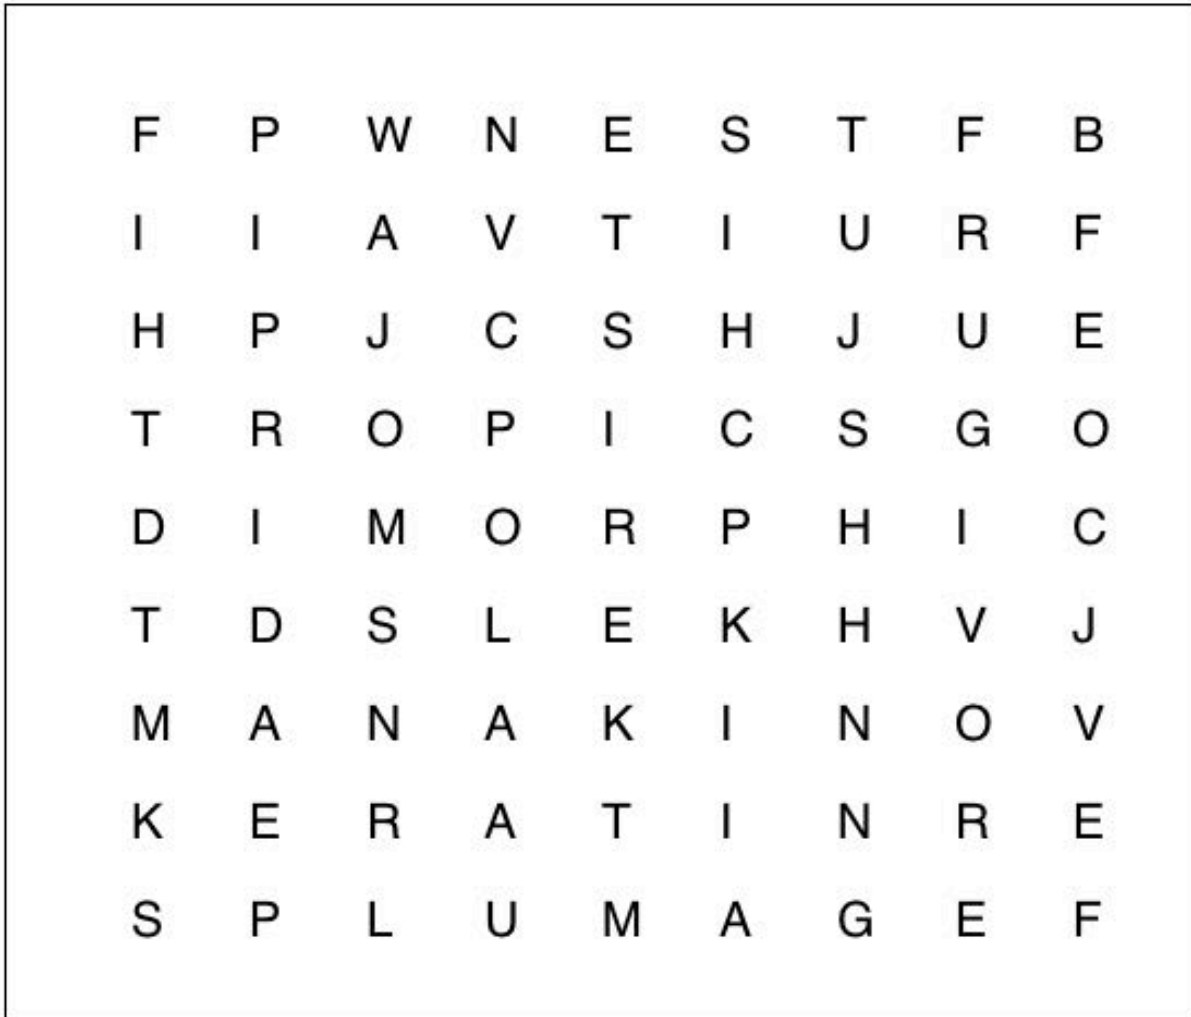 F P W N E S T F B
I I A V T I U R F
H P J C S H J U E
T R O P I C S G O
D I M O R P H I C
T D S L E K H V J
M A N A K I N O V
K E R A T I N R E
S P L U M A G E F